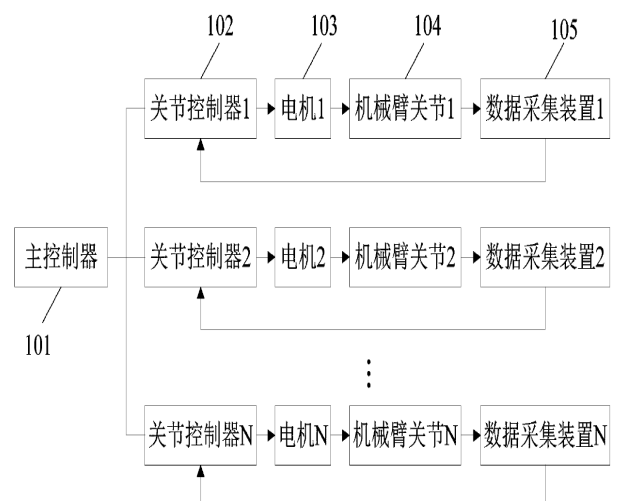 102 103 104 105
关节控制器1 电机1 机械臂关节1 数据采集装置1
主控制器 关节控制器2 电机2 机械臂关节2 数据采集装置2
101
⋮
关节控制器N 电机N 机械臂关节N 数据采集装置N